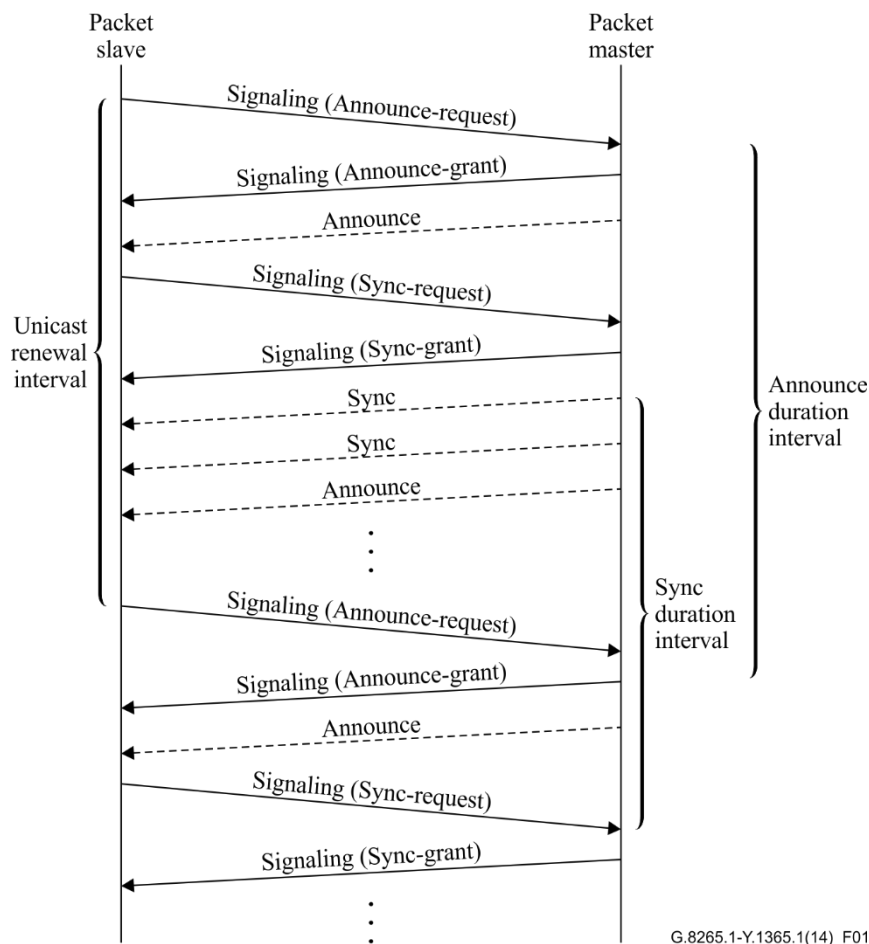 Packet
slave
Packet
master
Signaling (Announce-request)
Signaling (Announce-grant)
Announce
Signaling (Sync-request)
Unicast
renewal
interval
Signaling (Sync-grant)
Sync
Announce
duration
interval
Sync
Announce
Signaling (Announce-request)
Sync
duration
interval
Signaling (Announce-grant)
Announce
Signaling (Sync-request)
Signaling (Sync-grant)
G.8265.1-Y.1365.1(14)_F01